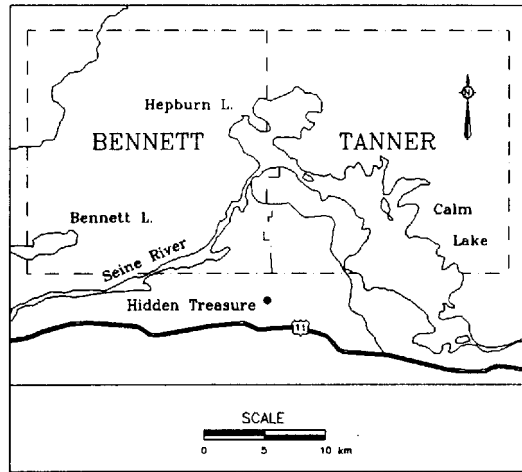 Hepburn L.
N
BENNETT
TANNER
Bennett L.
Calm
Lake
Seine River
Hidden Treasure
11
SCALE
0 5 10 km